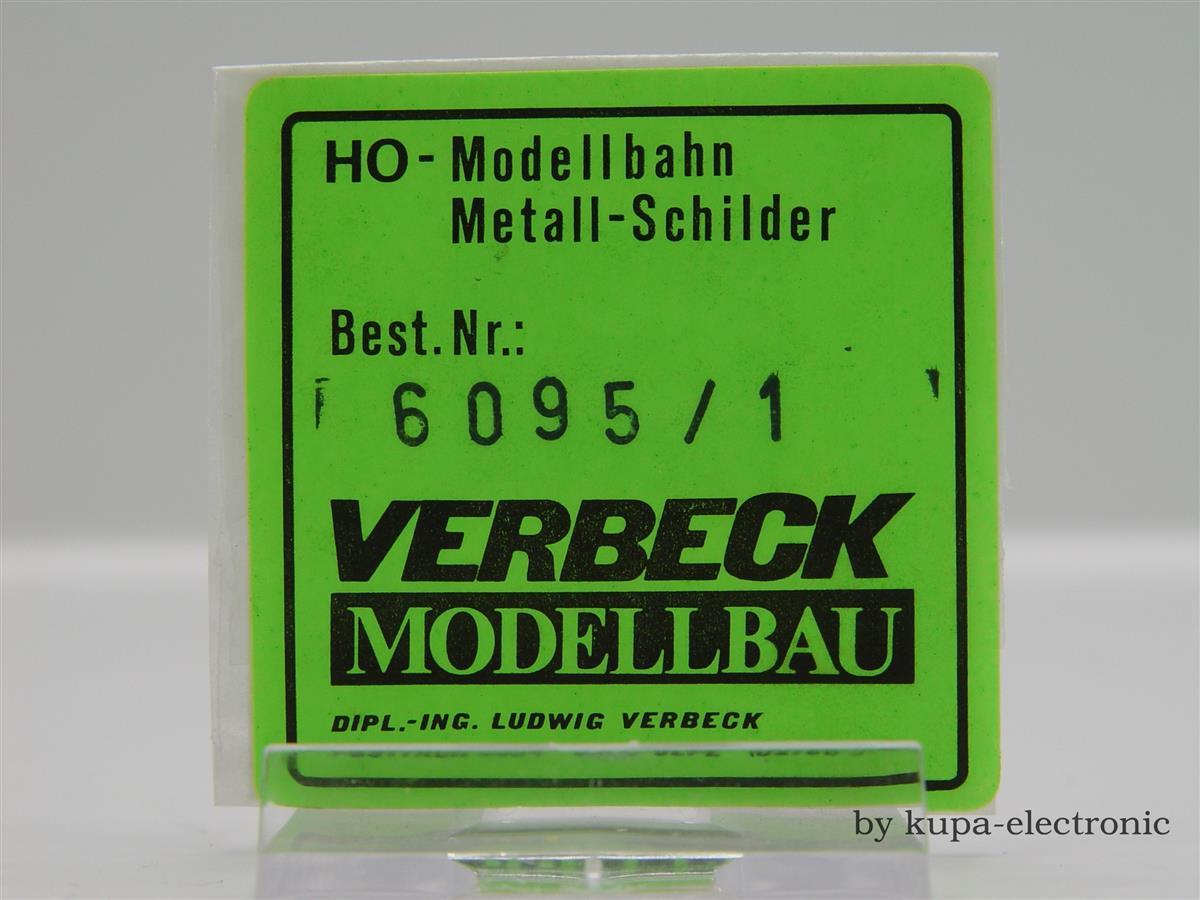 HO - Modellbahn
Metall-Schilder
Best. Nr.:
6095/1
VERBECK
MODELLBAU
DIPL.-ING. LUDWIG VERBECK
by kupa-electronic